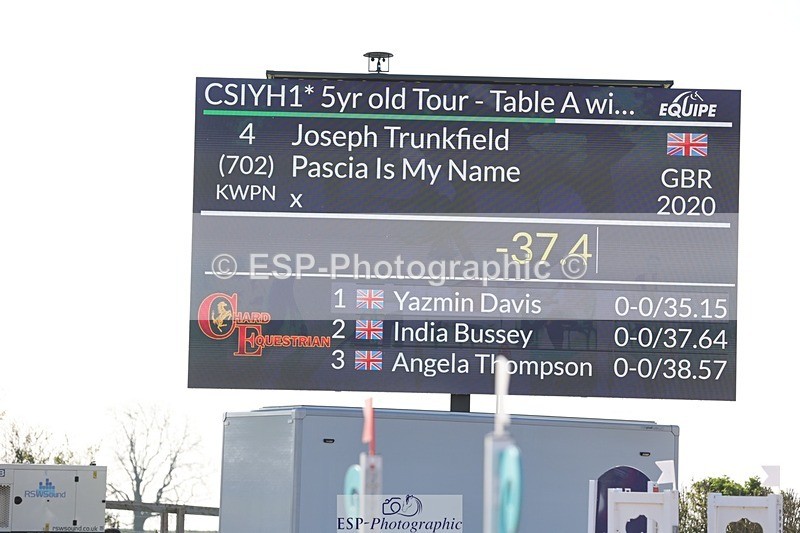 CSIYH1* 5yr old Tour - Table A wi...
EQUIPE
4 Joseph Trunkfield
(702) Pascia Is My Name GBR
KWPN x 2020
-37.4
© ESP-Photographic ©
1 Yazmin Davis 0-0/35.15
CHARD EQUESTRIAN
2 India Bussey 0-0/37.64
3 Angela Thompson 0-0/38.57
RSWSound
rswsound.co.uk
ESP-Photographic